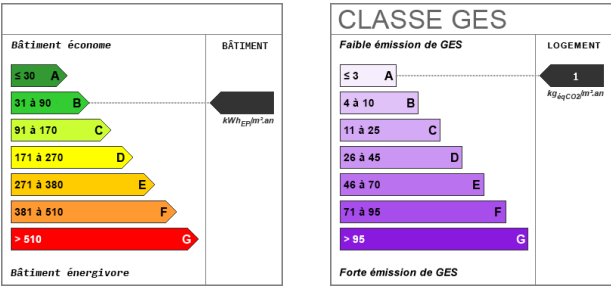 Bâtiment économe
BÂTIMENT
≤ 30 A
31 à 90 B
kWhEP/m².an
91 à 170 C
171 à 270 D
271 à 380 E
381 à 510 F
> 510 G
Bâtiment énergivore
CLASSE GES
Faible émission de GES
LOGEMENT
≤ 3 A
1
kgéqCO2/m².an
4 à 10 B
11 à 25 C
26 à 45 D
46 à 70 E
71 à 95 F
> 95 G
Forte émission de GES